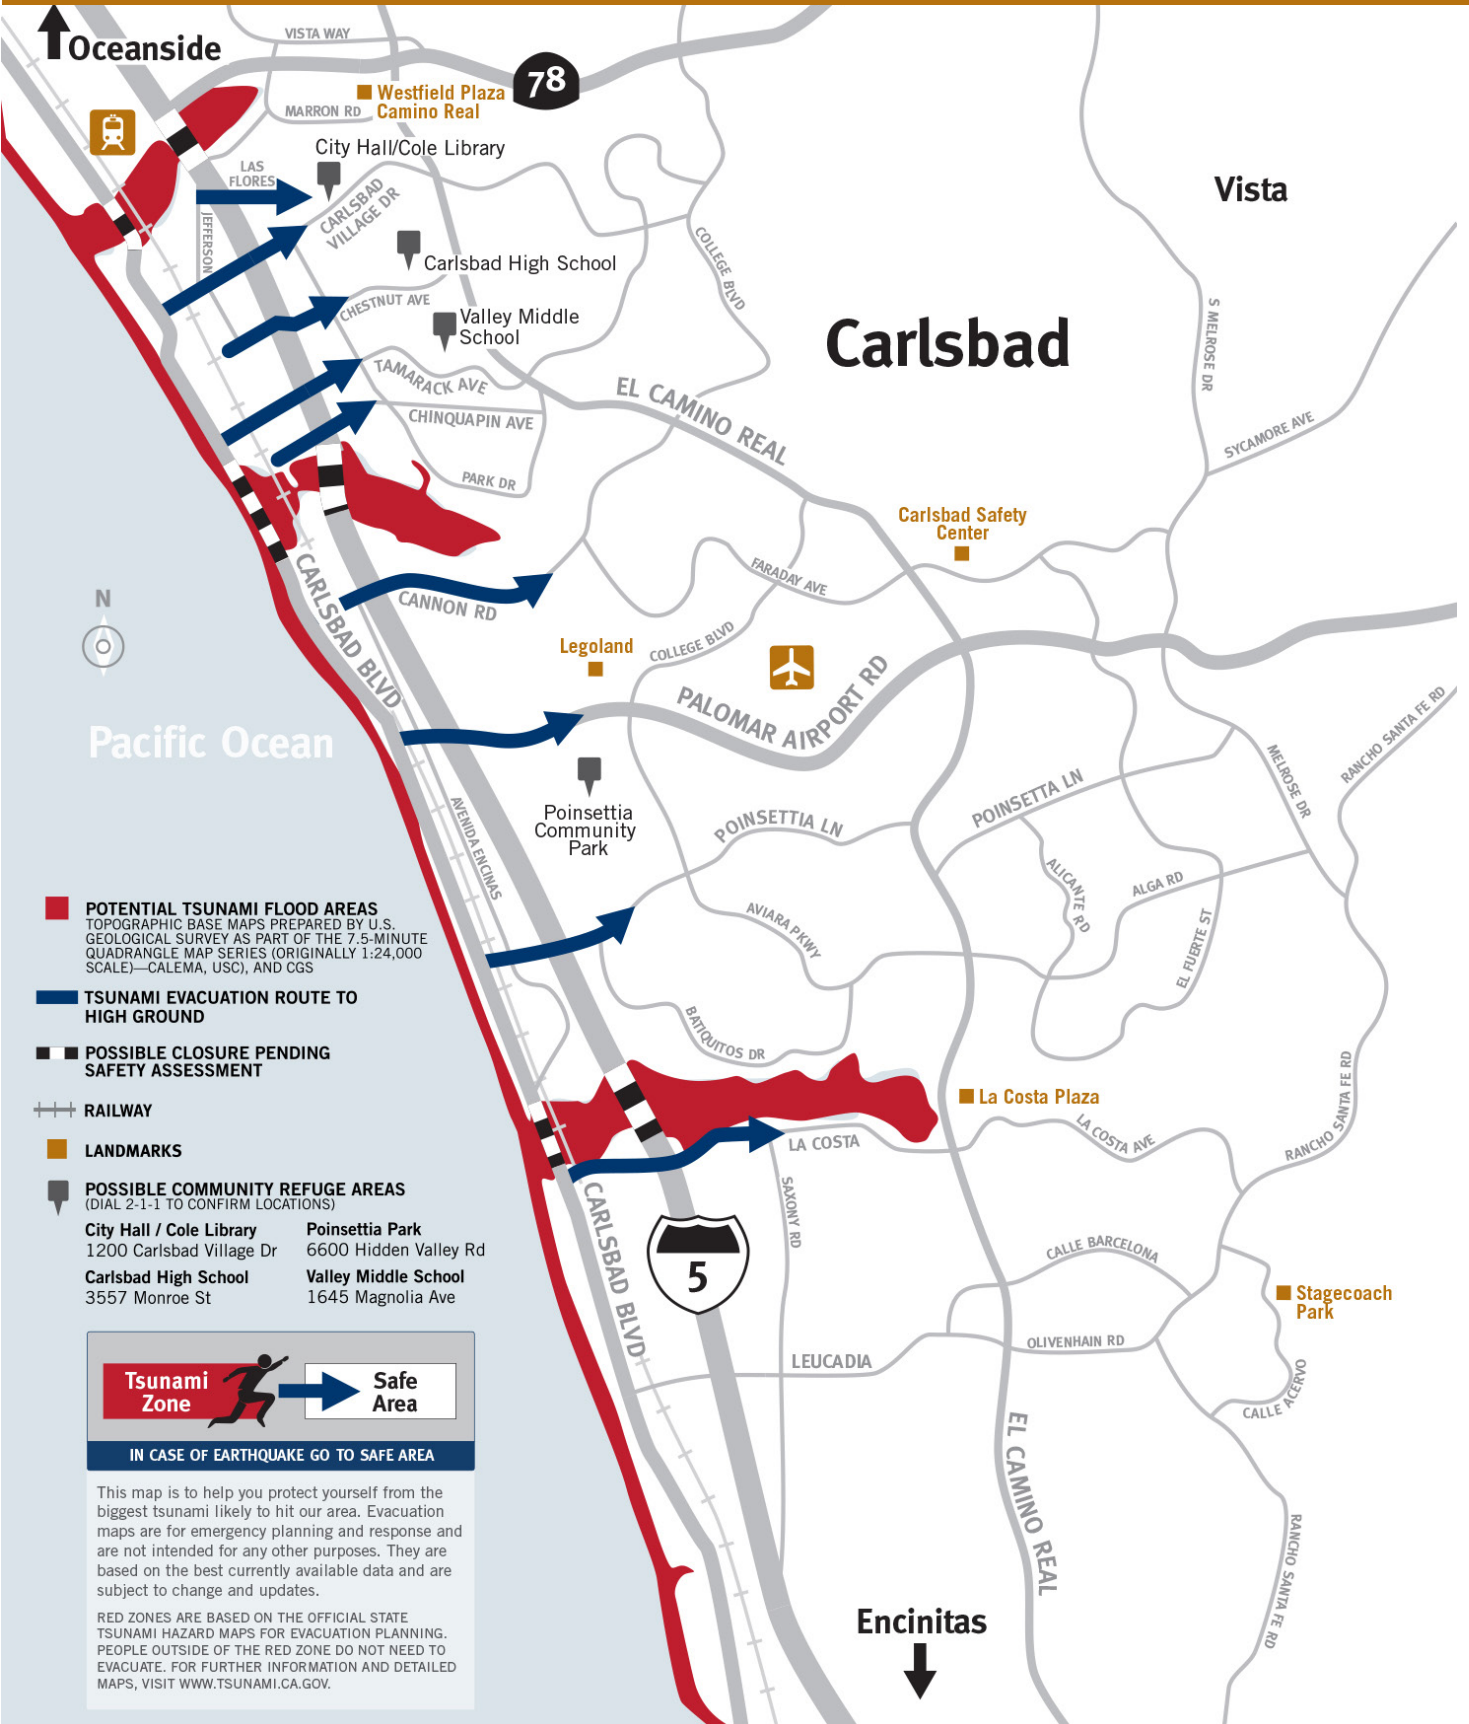 Oceanside
VISTA WAY
78
Westfield Plaza
Camino Real
MARRON RD
City Hall/Cole Library
LAS
FLORES
CARLSBAD
VILLAGE DR
JEFFERSON
Vista
Carlsbad High School
COLLEGE BLVD
CHESTNUT AVE
Valley Middle
School
Carlsbad
S MELROSE DR
TAMARACK AVE
EL CAMINO REAL
CHINQUAPIN AVE
SYCAMORE AVE
PARK DR
Carlsbad Safety
Center
CARLSBAD BLVD
FARADAY AVE
CANNON RD
N
Legoland
COLLEGE BLVD
PALOMAR AIRPORT RD
Pacific Ocean
RANCHO SANTA FE RD
MELROSE DR
POINSETTA LN
Poinsettia
Community
Park
POINSETTIA LN
AVENIDA ENCINAS
ALICANTE RD
ALGA RD
AVIARA PKWY
EL FUERTE ST
BATIQUITOS DR
POTENTIAL TSUNAMI FLOOD AREAS
TOPOGRAPHIC BASE MAPS PREPARED BY U.S.
GEOLOGICAL SURVEY AS PART OF THE 7.5-MINUTE
QUADRANGLE MAP SERIES (ORIGINALLY 1:24,000
SCALE)—CALEMA, USC), AND CGS
TSUNAMI EVACUATION ROUTE TO
HIGH GROUND
POSSIBLE CLOSURE PENDING
SAFETY ASSESSMENT
RAILWAY
LANDMARKS
POSSIBLE COMMUNITY REFUGE AREAS
(DIAL 2-1-1 TO CONFIRM LOCATIONS)
City Hall / Cole Library
1200 Carlsbad Village Dr
Poinsettia Park
6600 Hidden Valley Rd
Carlsbad High School
3557 Monroe St
Valley Middle School
1645 Magnolia Ave
La Costa Plaza
LA COSTA
LA COSTA AVE
RANCHO SANTA FE RD
SAXONY RD
CARLSBAD BLVD
5
CALLE BARCELONA
Stagecoach
Park
OLIVENHAIN RD
LEUCADIA
CALLE ACERVO
EL CAMINO REAL
RANCHO SANTA FE RD
Encinitas
Tsunami
Zone
Safe
Area
IN CASE OF EARTHQUAKE GO TO SAFE AREA
This map is to help you protect yourself from the
biggest tsunami likely to hit our area. Evacuation
maps are for emergency planning and response and
are not intended for any other purposes. They are
based on the best currently available data and are
subject to change and updates.
RED ZONES ARE BASED ON THE OFFICIAL STATE
TSUNAMI HAZARD MAPS FOR EVACUATION PLANNING.
PEOPLE OUTSIDE OF THE RED ZONE DO NOT NEED TO
EVACUATE. FOR FURTHER INFORMATION AND DETAILED
MAPS, VISIT WWW.TSUNAMI.CA.GOV.